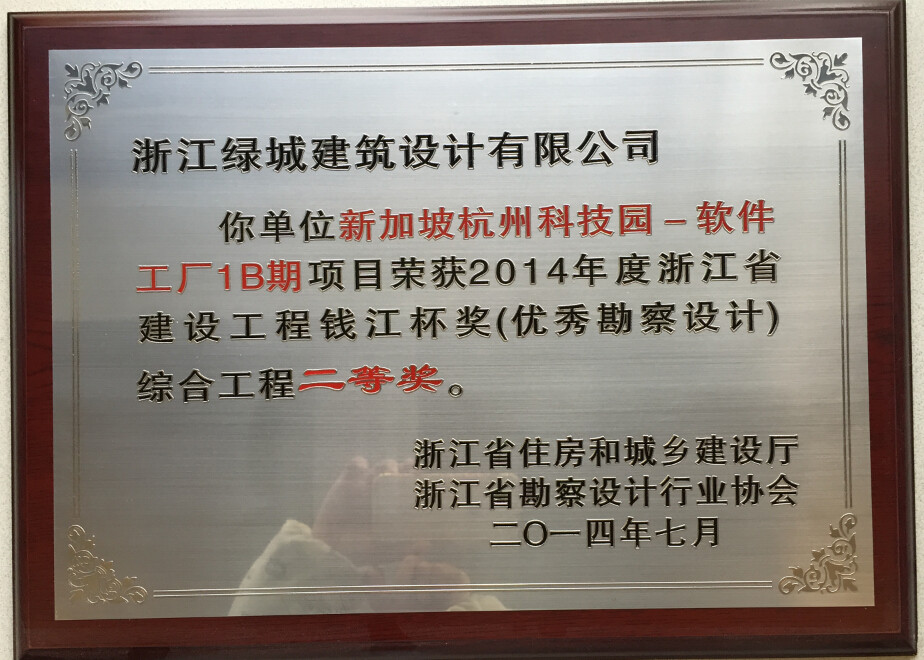 浙江绿城建筑设计有限公司
你单位新加坡杭州科技园－软件
工厂1B期项目荣获2014年度浙江省
建设工程钱江杯奖(优秀勘察设计)
综合工程二等奖。
浙江省住房和城乡建设厅
浙江省勘察设计行业协会
二〇一四年七月